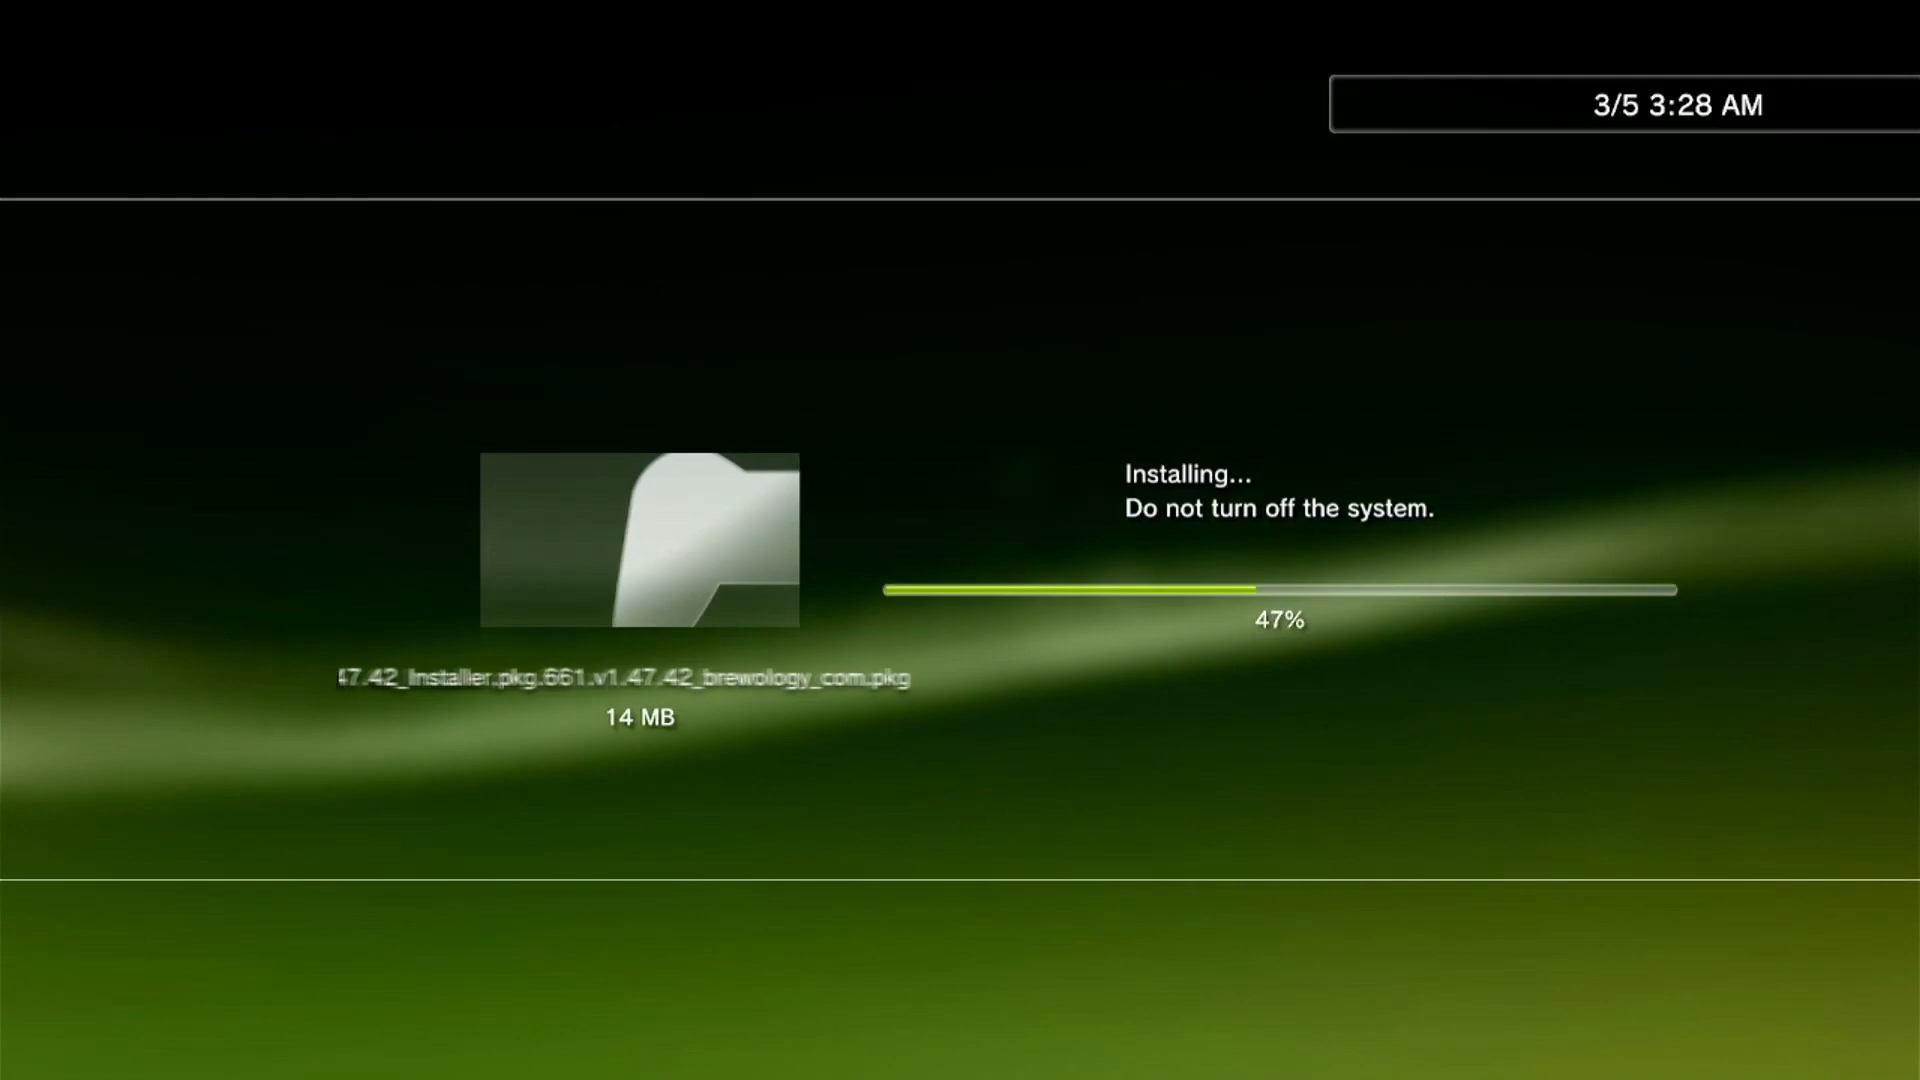 3/5 3:28 AM
Installing...
Do not turn off the system.
47%
47.42_Installer.pkg.661.v1.47.42_brewology_com.pkg
14 MB